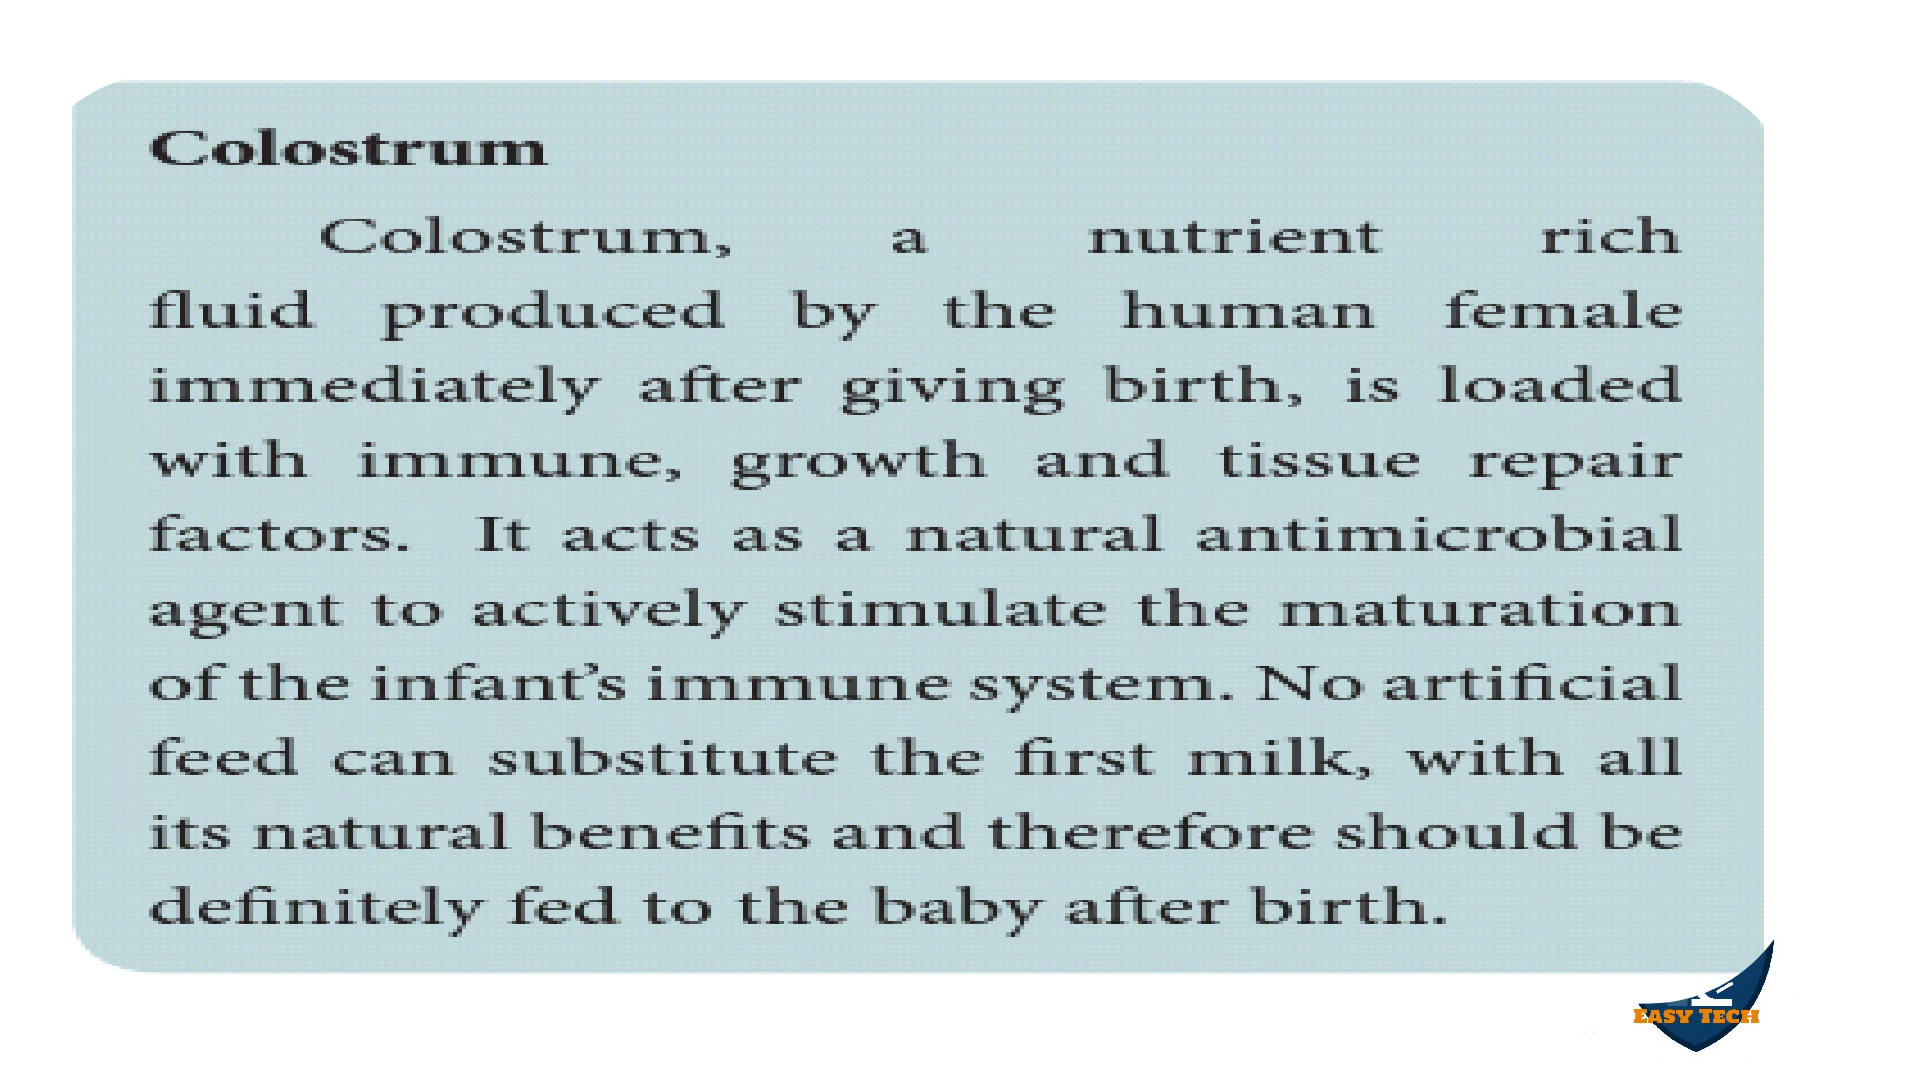 Colostrum
Colostrum, a nutrient rich
fluid produced by the human female
immediately after giving birth, is loaded
with immune, growth and tissue repair
factors. It acts as a natural antimicrobial
agent to actively stimulate the maturation
of the infant’s immune system. No artificial
feed can substitute the first milk, with all
its natural benefits and therefore should be
definitely fed to the baby after birth.
EASY TECH